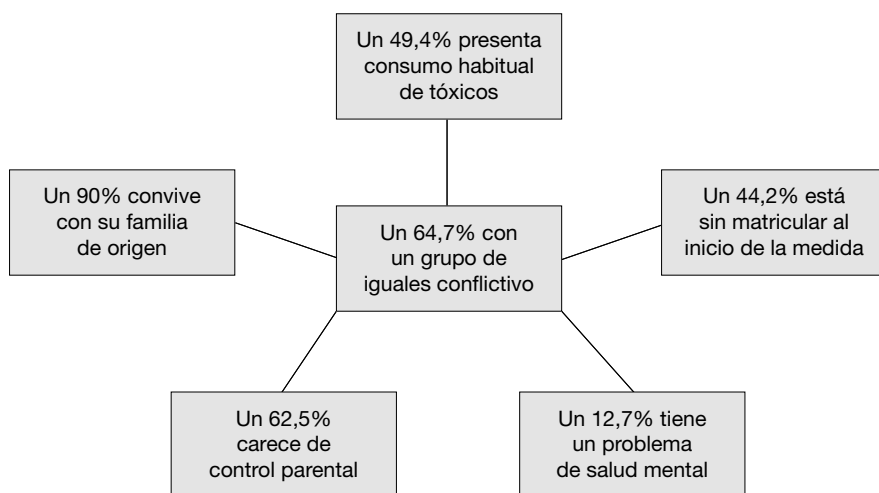 Un 49,4% presenta
consumo habitual
de tóxicos
Un 90% convive
con su familia
de origen
Un 64,7% con
un grupo de
iguales conflictivo
Un 44,2% está
sin matricular al
inicio de la medida
Un 62,5%
carece de
control parental
Un 12,7% tiene
un problema
de salud mental